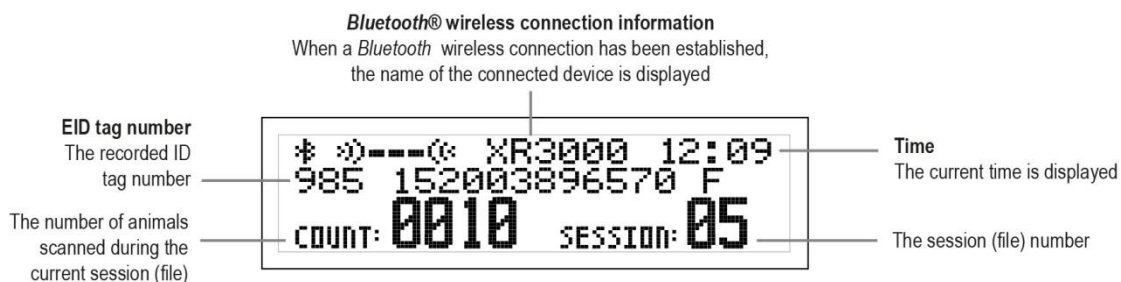 Bluetooth® wireless connection information
When a Bluetooth wireless connection has been established,
the name of the connected device is displayed
EID tag number
The recorded ID
tag number
The number of animals
scanned during the
current session (file)
XR3000 12:09
985 152003896570 F
COUNT: 0010 SESSION: 05
Time
The current time is displayed
The session (file) number